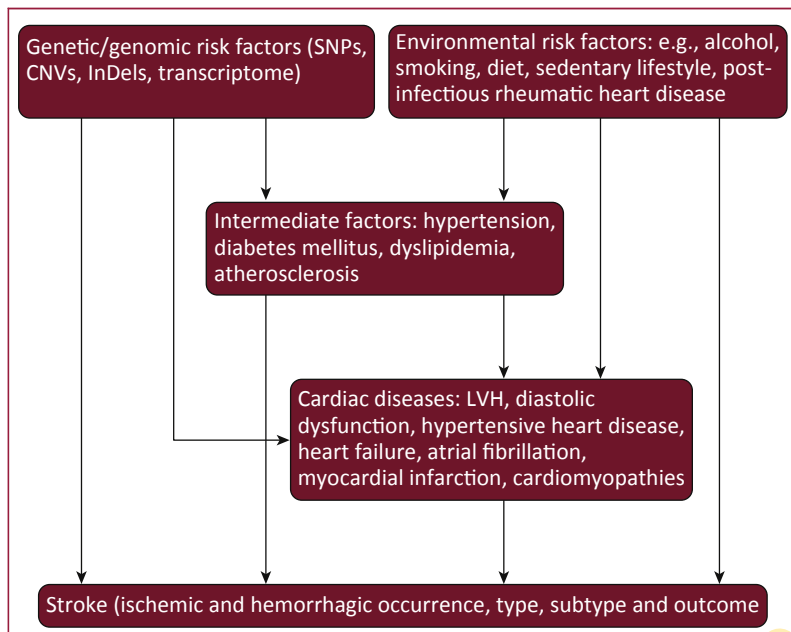 Genetic/genomic risk factors (SNPs,
CNVs, InDels, transcriptome)
Environmental risk factors: e.g., alcohol,
smoking, diet, sedentary lifestyle, post-
infectious rheumatic heart disease
Intermediate factors: hypertension,
diabetes mellitus, dyslipidemia,
atherosclerosis
Cardiac diseases: LVH, diastolic
dysfunction, hypertensive heart disease,
heart failure, atrial fibrillation,
myocardial infarction, cardiomyopathies
Stroke (ischemic and hemorrhagic occurrence, type, subtype and outcome